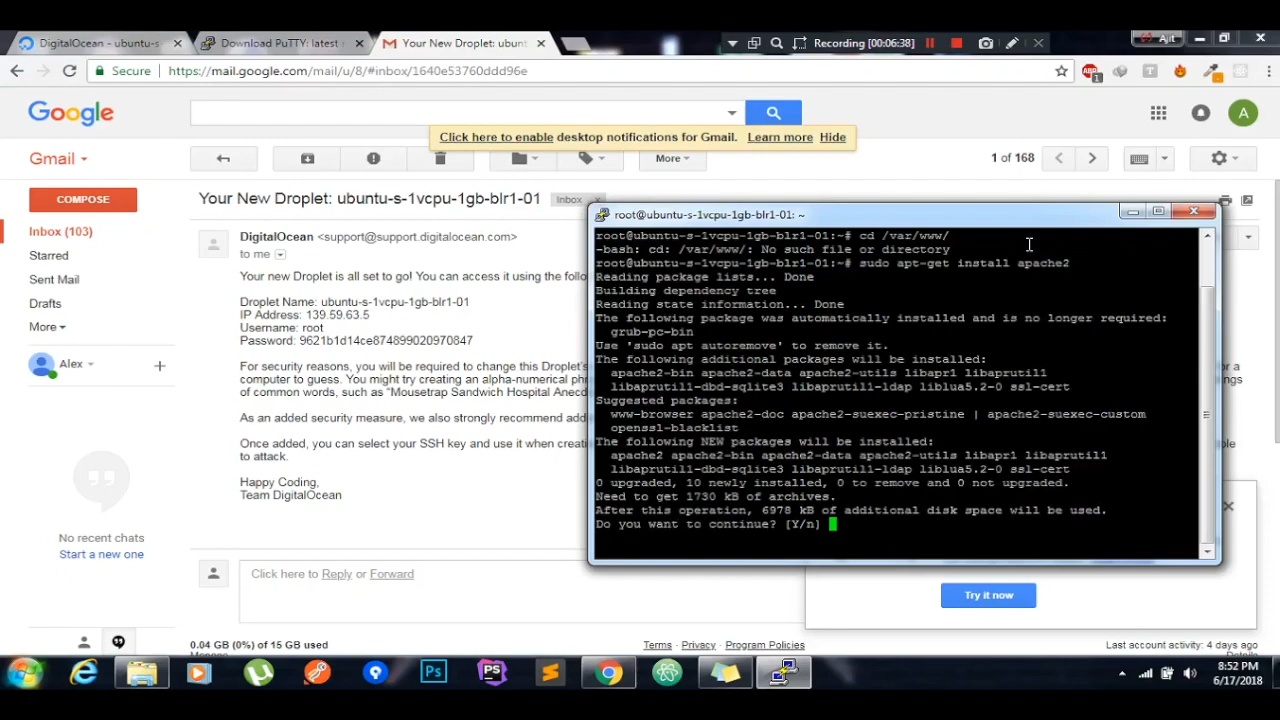 DigitalOcean - ubuntu-s
Download PuTTY: latest
Your New Droplet: ubunt
Recording [00:06:38]
Ajit
Secure
https://mail.google.com/mail/u/8/#inbox/1640e53760ddd96e
ABP
1
Google
A
Click here to enable desktop notifications for Gmail. Learn more Hide
Gmail
More
1 of 168
COMPOSE
Your New Droplet: ubuntu-s-1vcpu-1gb-blr1-01
Inbox x
Inbox (103)
Starred
Sent Mail
Drafts
More
Alex
No recent chats
Start a new one
DigitalOcean <support@support.digitalocean.com>
to me
Your new Droplet is all set to go! You can access it using the follo
Droplet Name: ubuntu-s-1vcpu-1gb-blr1-01
IP Address: 139.59.63.5
Username: root
Password: 9621b1d14ce874899020970847
For security reasons, you will be required to change this Droplet's
computer to guess. You might try creating an alpha-numerical phr
of common words, such as "Mousetrap Sandwich Hospital Anecd
As an added security measure, we also strongly recommend add
Once added, you can select your SSH key and use it when creatin
to attack.
Happy Coding,
Team DigitalOcean
for a
ings
Click here to Reply or Forward
root@ubuntu-s-1vcpu-1gb-blr1-01: ~
root@ubuntu-s-1vcpu-1gb-blr1-01:~# cd /var/www/
-bash: cd: /var/www/: No such file or directory
root@ubuntu-s-1vcpu-1gb-blr1-01:~# sudo apt-get install apache2
Reading package lists... Done
Building dependency tree
Reading state information... Done
The following package was automatically installed and is no longer required:
grub-pc-bin
Use 'sudo apt autoremove' to remove it.
The following additional packages will be installed:
apache2-bin apache2-data apache2-utils libapr1 libaprutil1
libaprutil1-dbd-sqlite3 libaprutil1-ldap liblua5.2-0 ssl-cert
Suggested packages:
www-browser apache2-doc apache2-suexec-pristine | apache2-suexec-custom
openssl-blacklist
The following NEW packages will be installed:
apache2 apache2-bin apache2-data apache2-utils libapr1 libaprutil1
libaprutil1-dbd-sqlite3 libaprutil1-ldap liblua5.2-0 ssl-cert
0 upgraded, 10 newly installed, 0 to remove and 0 not upgraded.
Need to get 1730 kB of archives.
After this operation, 6978 kB of additional disk space will be used.
Do you want to continue? [Y/n]
Try it now
0.04 GB (0%) of 15 GB used
Manage
Terms - Privacy - Program Policies
Last account activity: 4 days ago
Details
Ps
PS
8:52 PM
6/17/2018